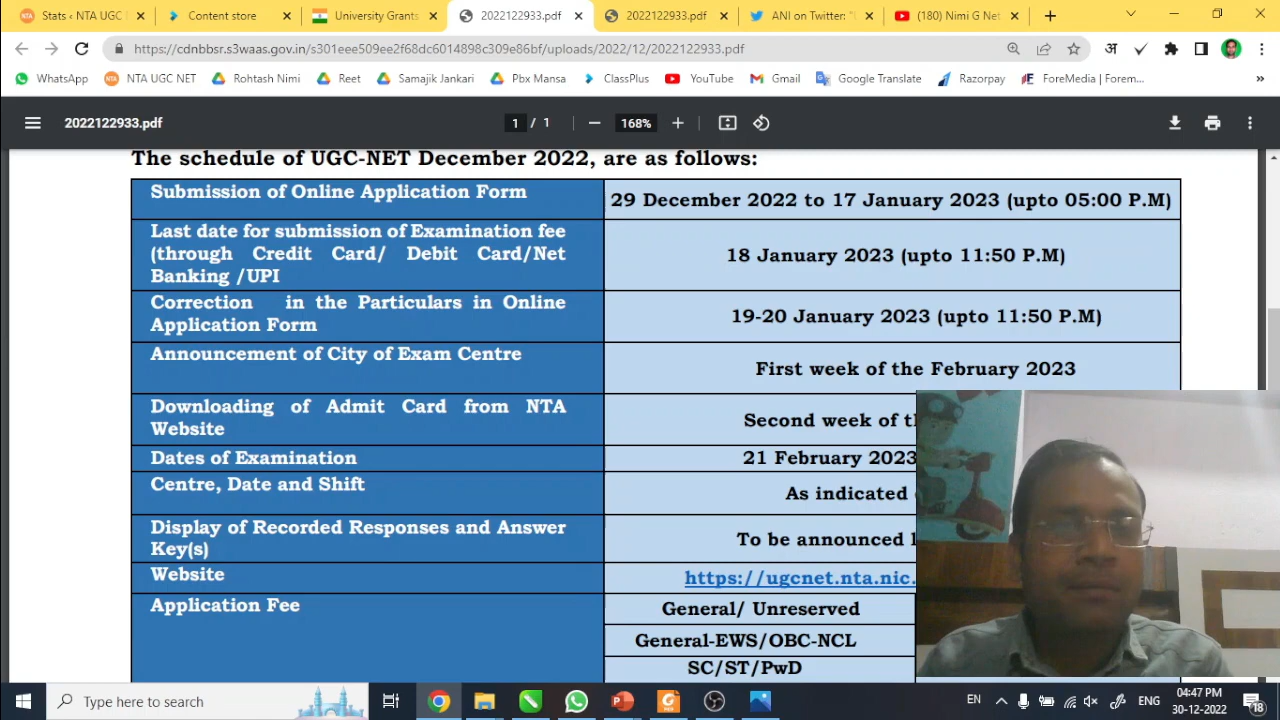 Stats ‹ NTA UGC
Content store
University Grants
2022122933.pdf
2022122933.pdf
ANI on Twitter: "
(180) Nimi G Net
https://cdnbbsr.s3waas.gov.in/s301eee509ee2f68dc6014898c309e86bf/uploads/2022/12/2022122933.pdf
अ
WhatsApp
NTA UGC NET
Rohtash Nimi
Reet
Samajik Jankari
Pbx Mansa
ClassPlus
YouTube
Gmail
Google Translate
Razorpay
ForeMedia | Forem...
2022122933.pdf
1 / 1
168%
The schedule of UGC-NET December 2022, are as follows:
Submission of Online Application Form
29 December 2022 to 17 January 2023 (upto 05:00 P.M)
Last date for submission of Examination fee
(through Credit Card/ Debit Card/Net
Banking /UPI
18 January 2023 (upto 11:50 P.M)
Correction in the Particulars in Online
Application Form
19-20 January 2023 (upto 11:50 P.M)
Announcement of City of Exam Centre
First week of the February 2023
Downloading of Admit Card from NTA
Website
Second week of
Dates of Examination
21 February 2023
Centre, Date and Shift
As indicated
Display of Recorded Responses and Answer
Key(s)
To be announced
Website
https://ugcnet.nta.nic.
Application Fee
General/ Unreserved
General-EWS/OBC-NCL
SC/ST/PwD
Type here to search
EN
ENG
04:47 PM
30-12-2022
18